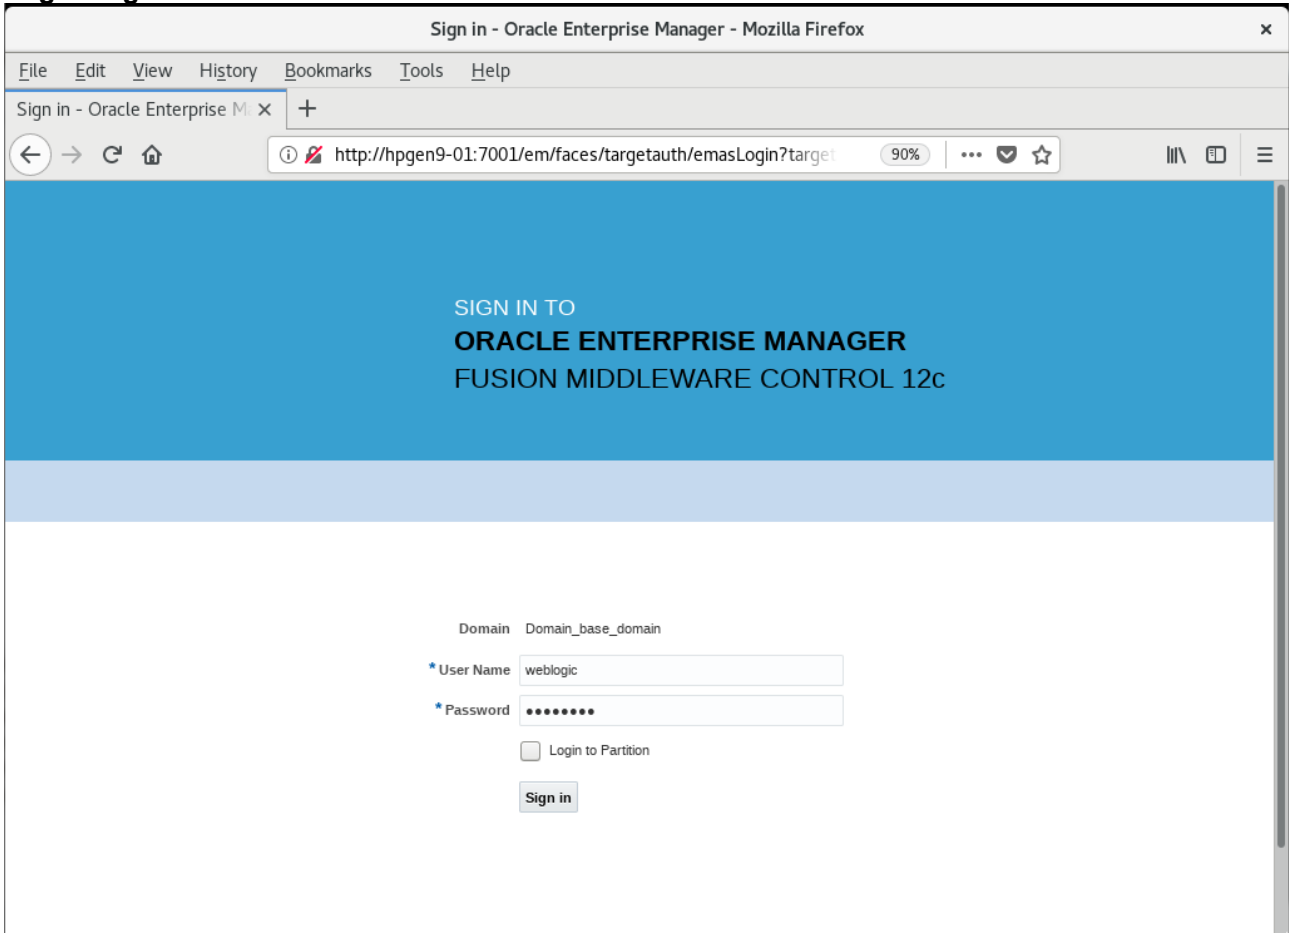 Sign in - Oracle Enterprise Manager - Mozilla Firefox
File Edit View History Bookmarks Tools Help
Sign in - Oracle Enterprise Ma
http://hpgen9-01:7001/em/faces/targetauth/emasLogin?target 90%
SIGN IN TO
ORACLE ENTERPRISE MANAGER
FUSION MIDDLEWARE CONTROL 12c
Domain Domain_base_domain
* User Name weblogic
* Password ••••••••
Login to Partition
Sign in